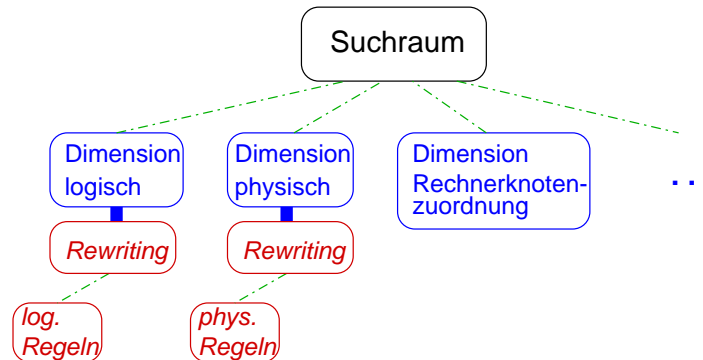 Suchraum
Dimension
logisch
Dimension
physisch
Dimension
Rechnerknoten-
zuordnung
. .
Rewriting
Rewriting
log.
Regeln
phys.
Regeln